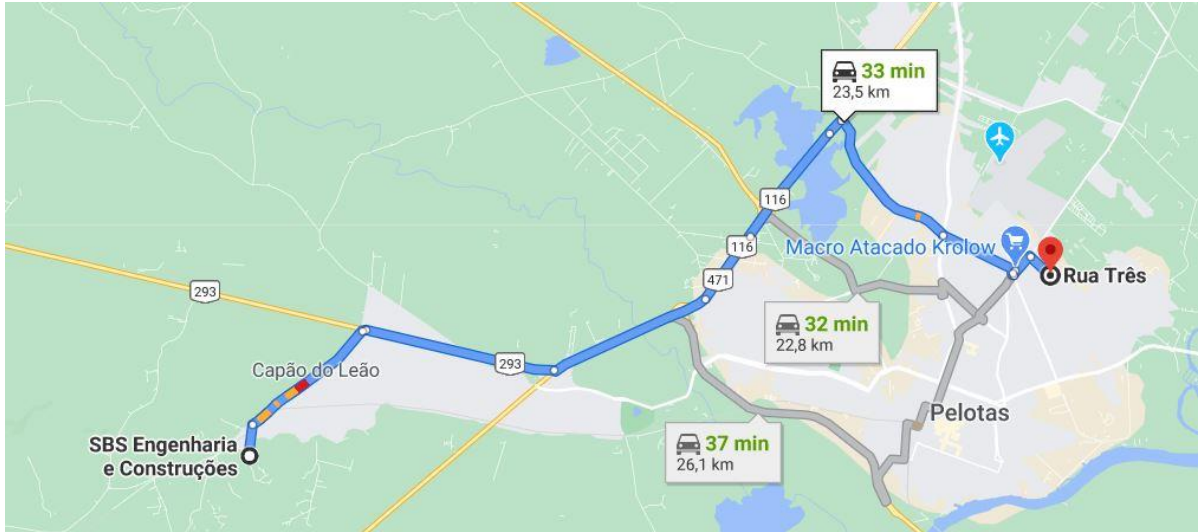 33 min
23,5 km
116
Macro Atacado Krolow
116
Rua Três
471
293
32 min
22,8 km
293
Capão do Leão
Pelotas
37 min
26,1 km
SBS Engenharia
e Construções